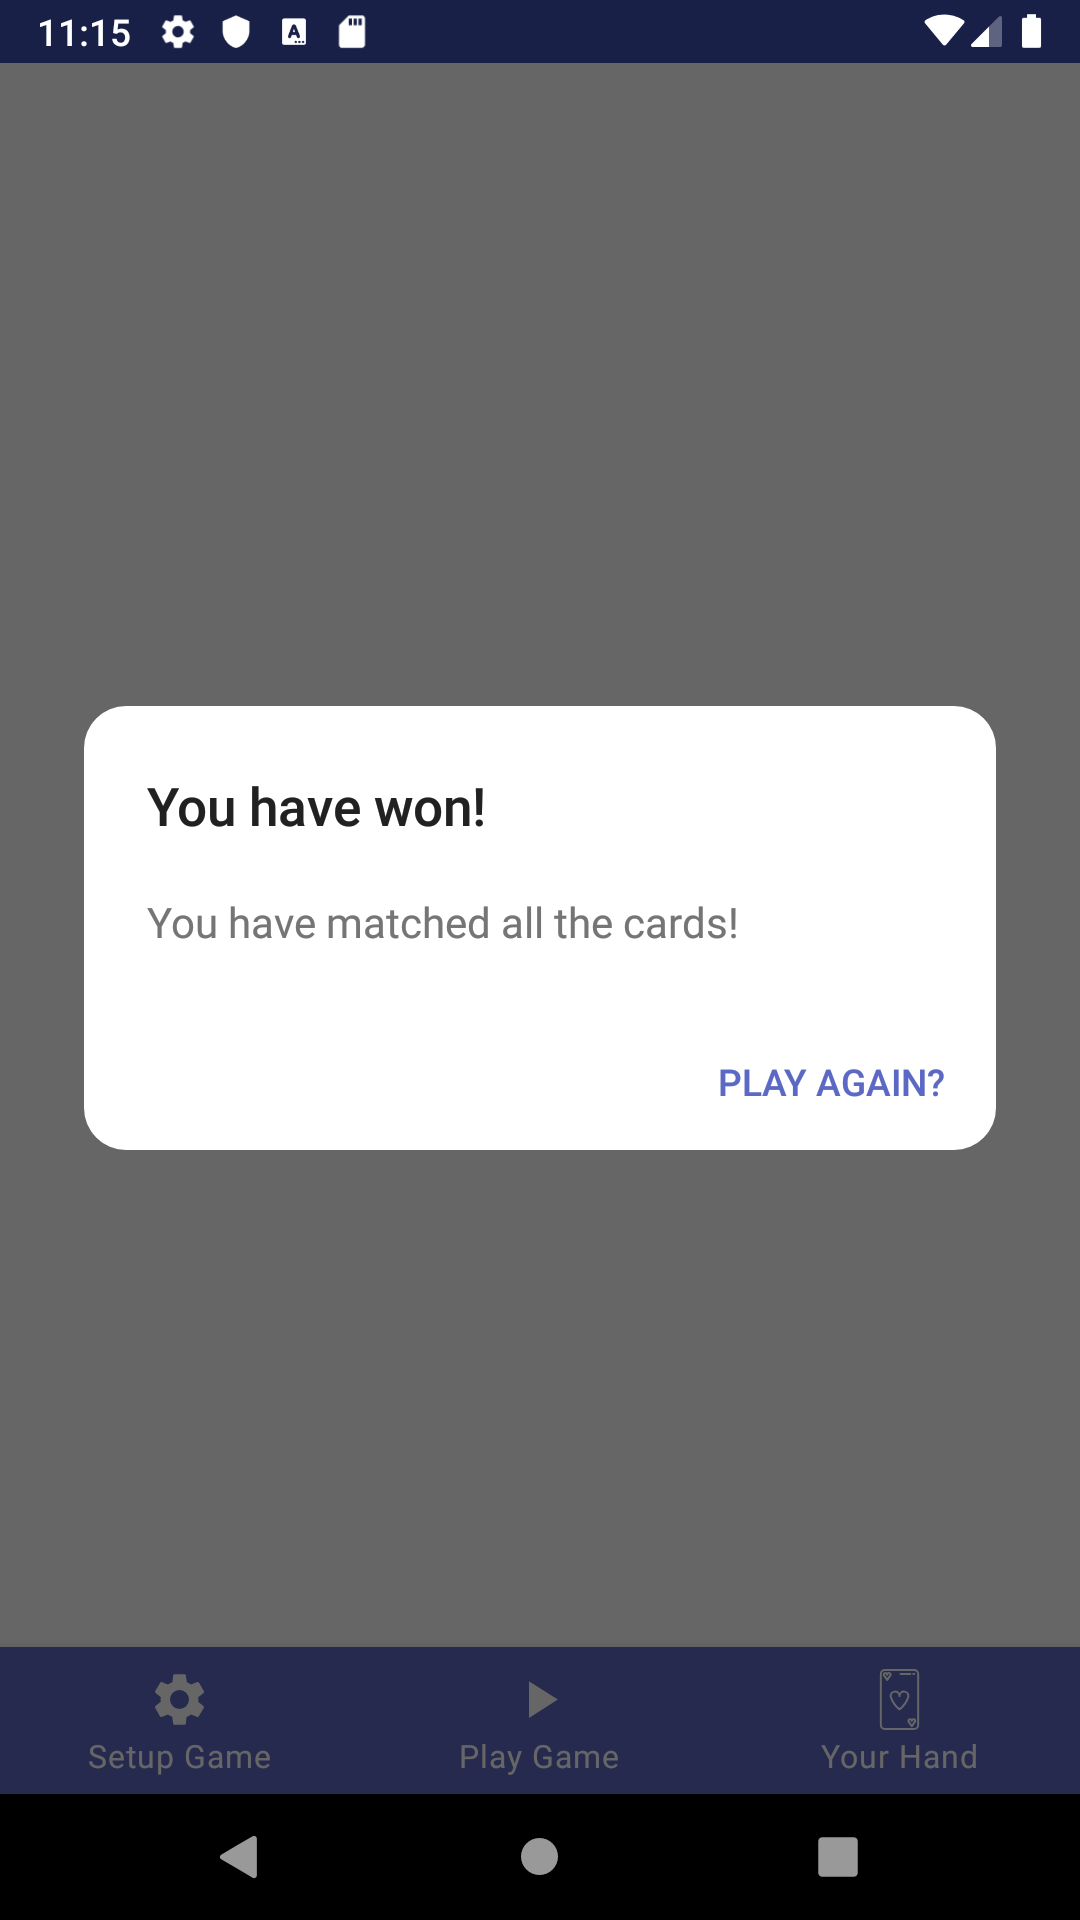 11:15
You have won!
You have matched all the cards!
PLAY AGAIN?
Setup Game
Play Game
Your Hand